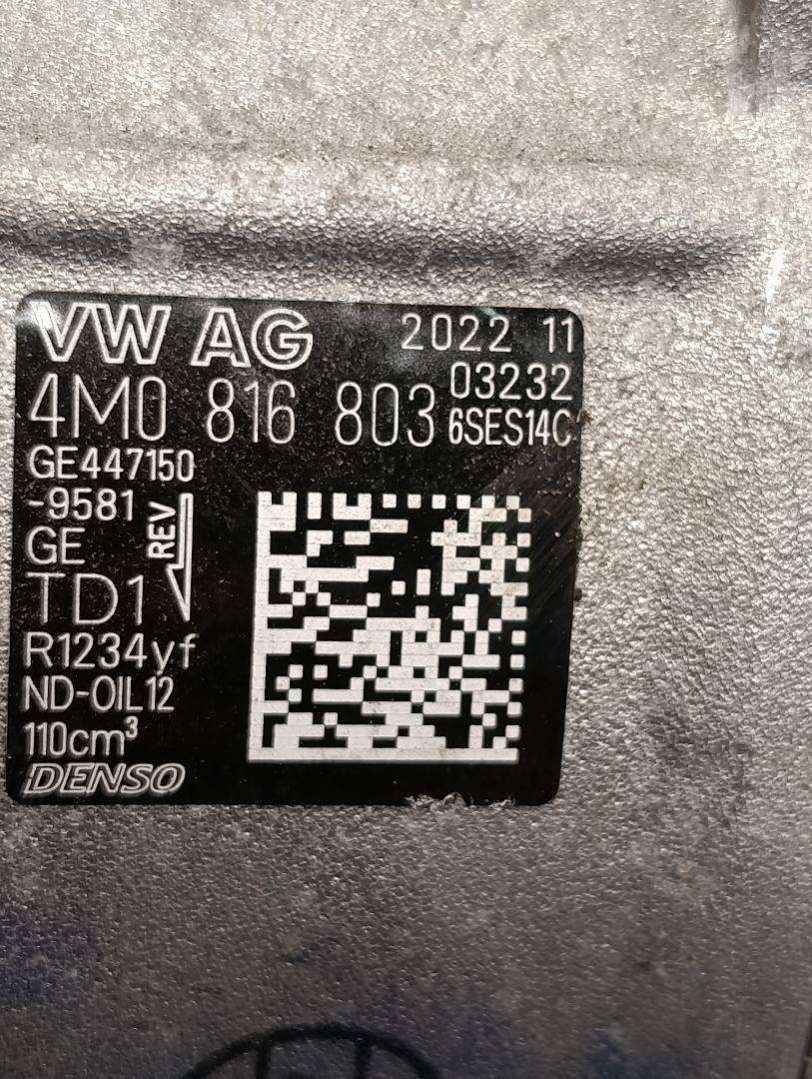 VW AG 2022 11
4M0 816 803 03232
6SES14C
GE447150
-9581
REV
GE
TD1
R1234yf
ND-OIL12
110cm³
DENSO